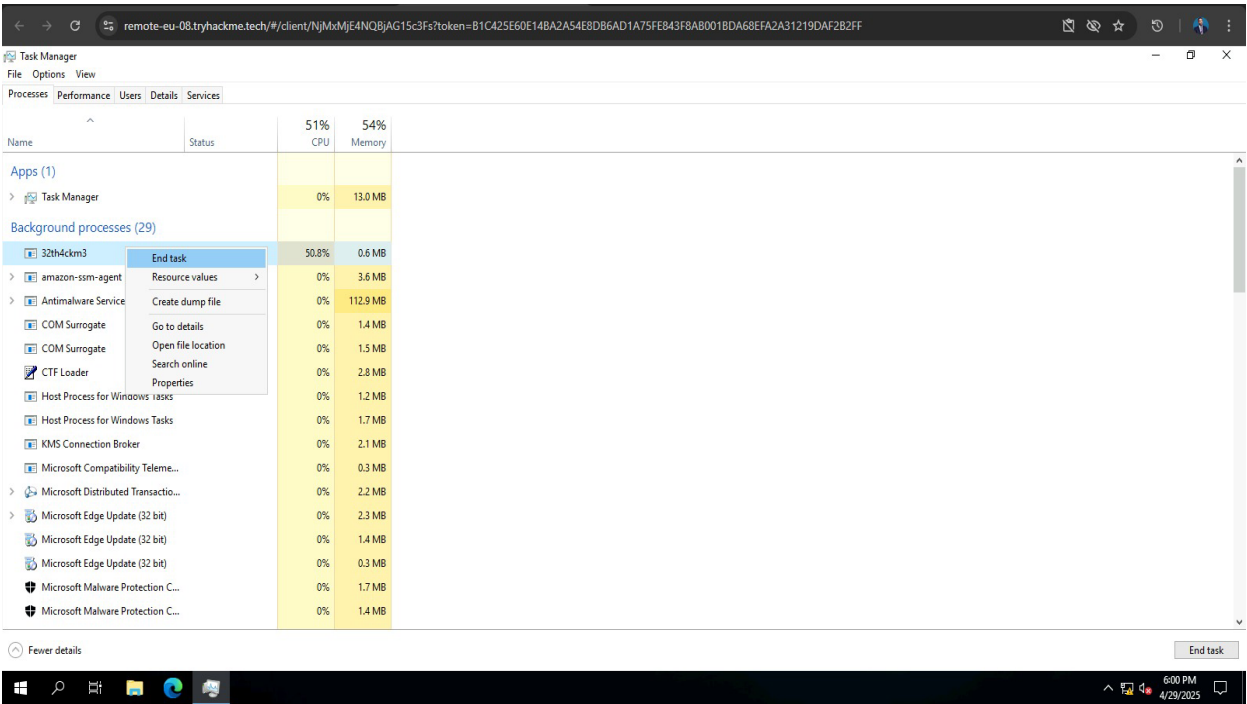 remote-eu-08.tryhackme.tech/#/client/NjMxMjE4NQBjAG15c3Fs?token=B1C425E60E14BA2A54E8DB6AD1A75FE843F8AB001BDA68EFA2A31219DAF2B2FF
Task Manager
File Options View
Processes Performance Users Details Services
51% 54%
Name Status CPU Memory
Apps (1)
Task Manager 0% 13.0 MB
Background processes (29)
32th4ckm3 50.8% 0.6 MB
End task
amazon-ssm-agent 0% 3.6 MB
Resource values
Antimalware Service 0% 112.9 MB
Create dump file
COM Surrogate 0% 1.4 MB
Go to details
COM Surrogate 0% 1.5 MB
Open file location
Search online
CTF Loader 0% 2.8 MB
Properties
Host Process for Windows Tasks 0% 1.2 MB
Host Process for Windows Tasks 0% 1.7 MB
KMS Connection Broker 0% 2.1 MB
Microsoft Compatibility Teleme... 0% 0.3 MB
Microsoft Distributed Transactio... 0% 2.2 MB
Microsoft Edge Update (32 bit) 0% 2.3 MB
Microsoft Edge Update (32 bit) 0% 1.4 MB
Microsoft Edge Update (32 bit) 0% 0.3 MB
Microsoft Malware Protection C... 0% 1.7 MB
Microsoft Malware Protection C... 0% 1.4 MB
Fewer details End task
6:00 PM
4/29/2025